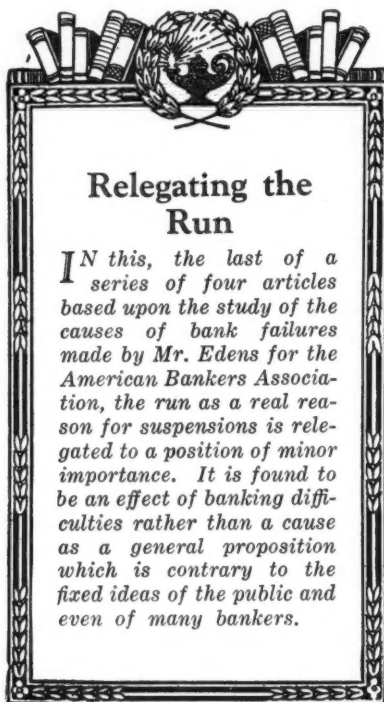 Relegating the
Run
IN this, the last of a
series of four articles
based upon the study of the
causes of bank failures
made by Mr. Edens for the
American Bankers Associa-
tion, the run as a real rea-
son for suspensions is rele-
gated to a position of minor
importance. It is found to
be an effect of banking diffi-
culties rather than a cause
as a general proposition
which is contrary to the
fixed ideas of the public and
even of many bankers.